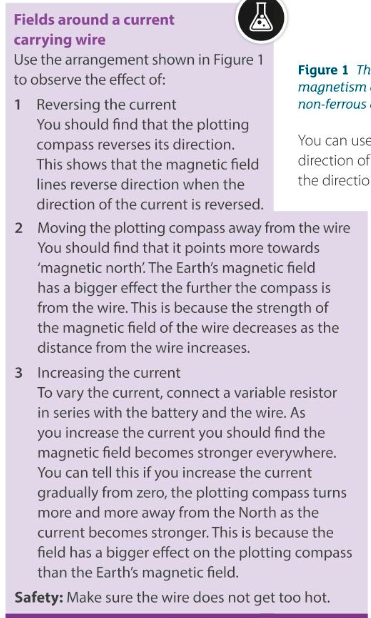 Fields around a current
carrying wire
Use the arrangement shown in Figure 1
to observe the effect of:
1 Reversing the current
You should find that the plotting
compass reverses its direction.
This shows that the magnetic field
lines reverse direction when the
direction of the current is reversed.
2 Moving the plotting compass away from the wire
You should find that it points more towards
‘magnetic north’. The Earth’s magnetic field
has a bigger effect the further the compass is
from the wire. This is because the strength of
the magnetic field of the wire decreases as the
distance from the wire increases.
3 Increasing the current
To vary the current, connect a variable resistor
in series with the battery and the wire. As
you increase the current you should find the
magnetic field becomes stronger everywhere.
You can tell this if you increase the current
gradually from zero, the plotting compass turns
more and more away from the North as the
current becomes stronger. This is because the
field has a bigger effect on the plotting compass
than the Earth’s magnetic field.
Safety: Make sure the wire does not get too hot.
Figure 1 Th
magnetism
non-ferrous
You can use
direction of
the directio